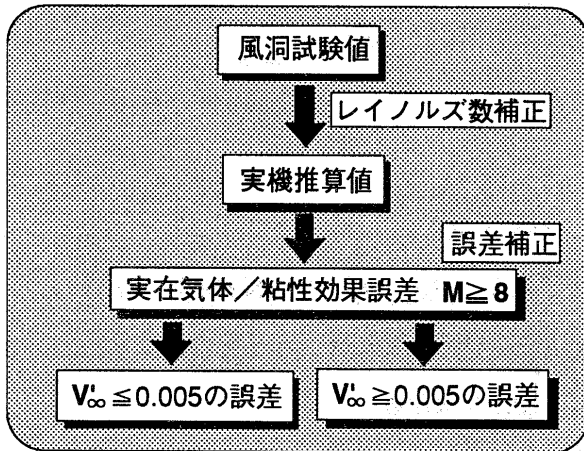 風洞試験値
レイノルズ数補正
実機推算値
誤差補正
実在気体／粘性効果誤差 M≧8
V'∞≦0.005の誤差
V'∞≧0.005の誤差